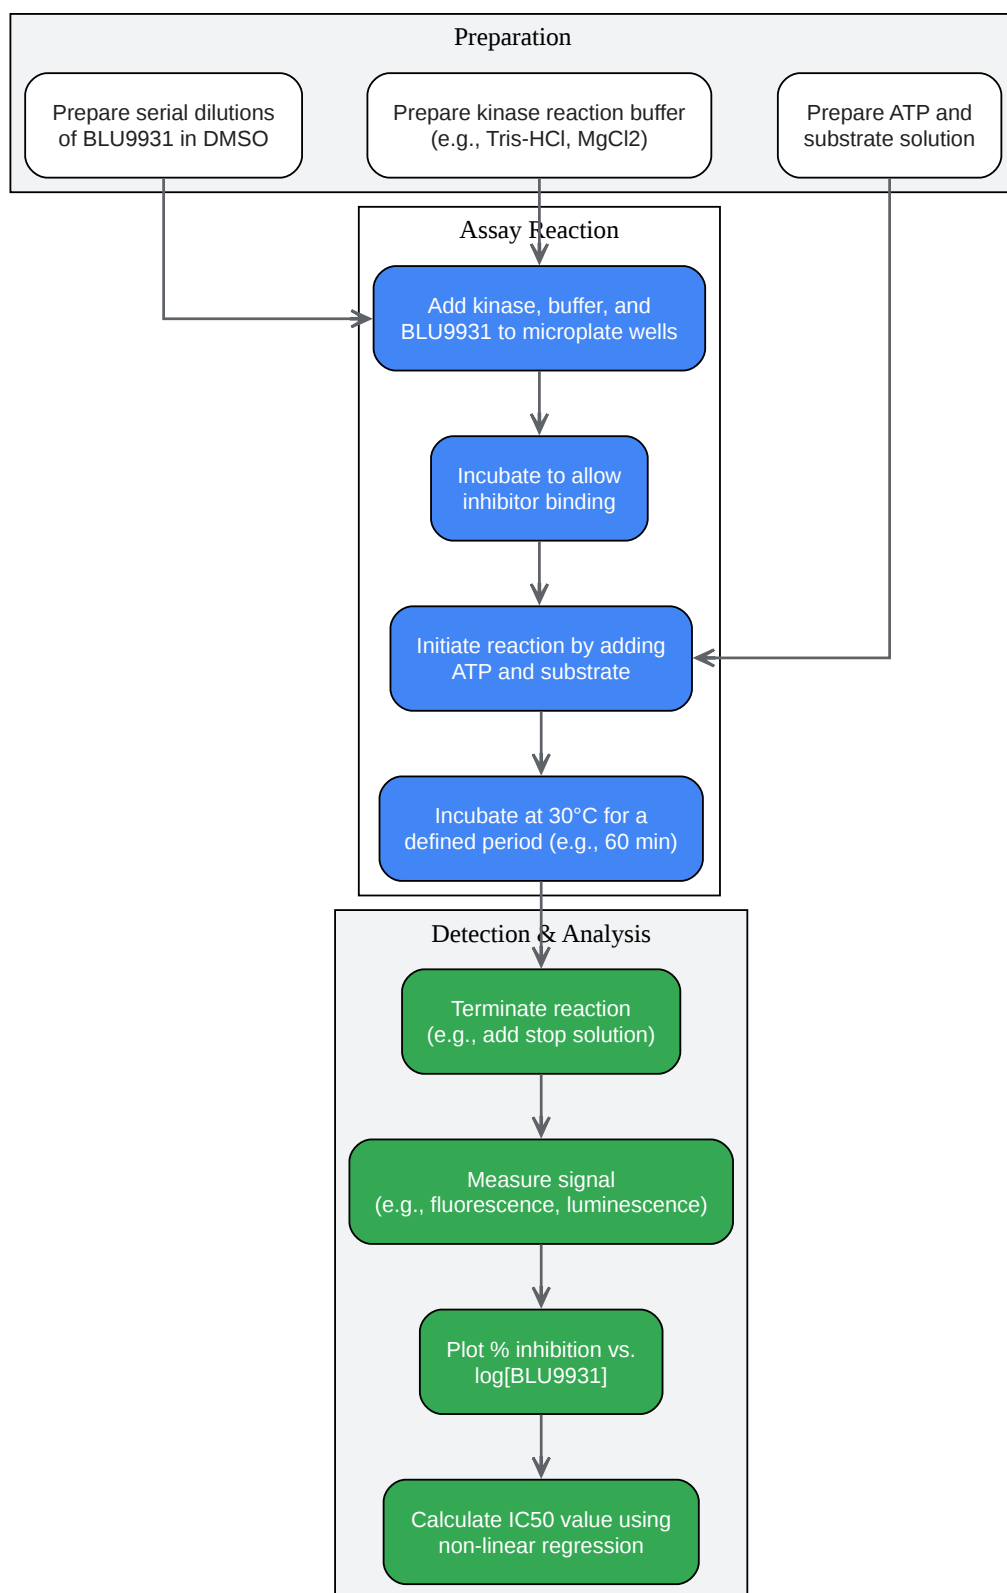 Preparation
Prepare serial dilutions
of BLU9931 in DMSO
Prepare kinase reaction buffer
(e.g., Tris-HCl, MgCl2)
Prepare ATP and
substrate solution
Assay Reaction
Add kinase, buffer, and
BLU9931 to microplate wells
Incubate to allow
inhibitor binding
Initiate reaction by adding
ATP and substrate
Incubate at 30°C for a
defined period (e.g., 60 min)
Detection & Analysis
Terminate reaction
(e.g., add stop solution)
Measure signal
(e.g., fluorescence, luminescence)
Plot % inhibition vs.
log[BLU9931]
Calculate IC50 value using
non-linear regression